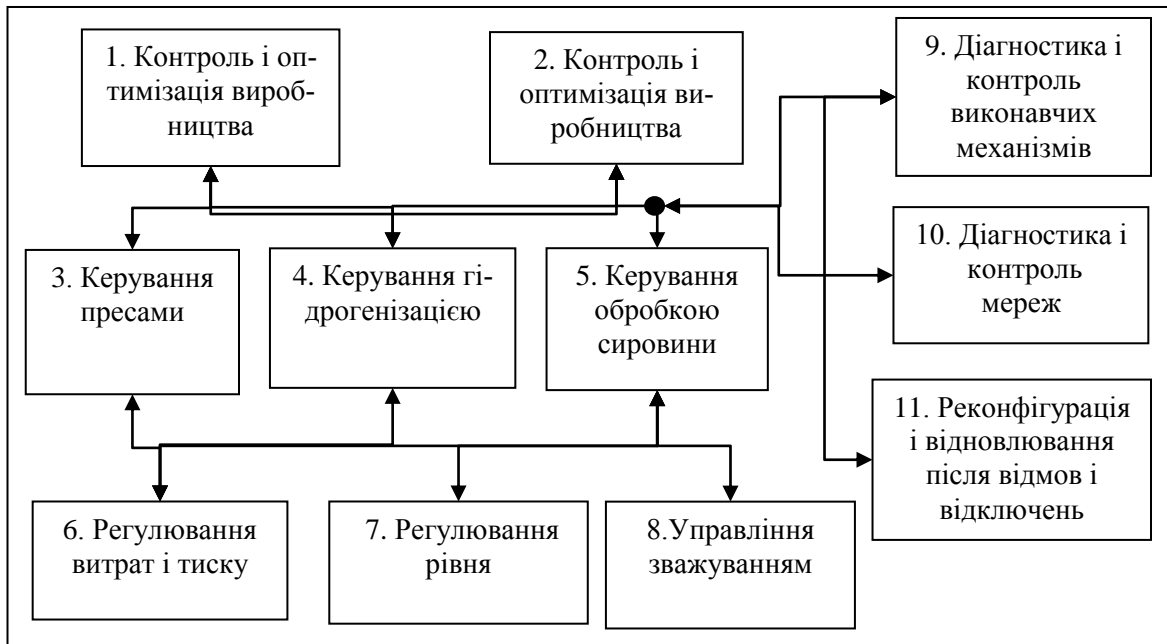 1. Контроль і оп-
тимізація вироб-
ництва
2. Контроль і
оптимізація ви-
робництва
9. Діагностика і
контроль
виконавчих
механізмів
3. Керування
пресами
4. Керування гі-
дрогенізацією
5. Керування
обробкою
сировини
10. Діагностика і
контроль
мереж
11. Реконфігурація
і відновлювання
після відмов і
відключень
6. Регулювання
витрат і тиску
7. Регулювання
рівня
8.Управління
зважуванням